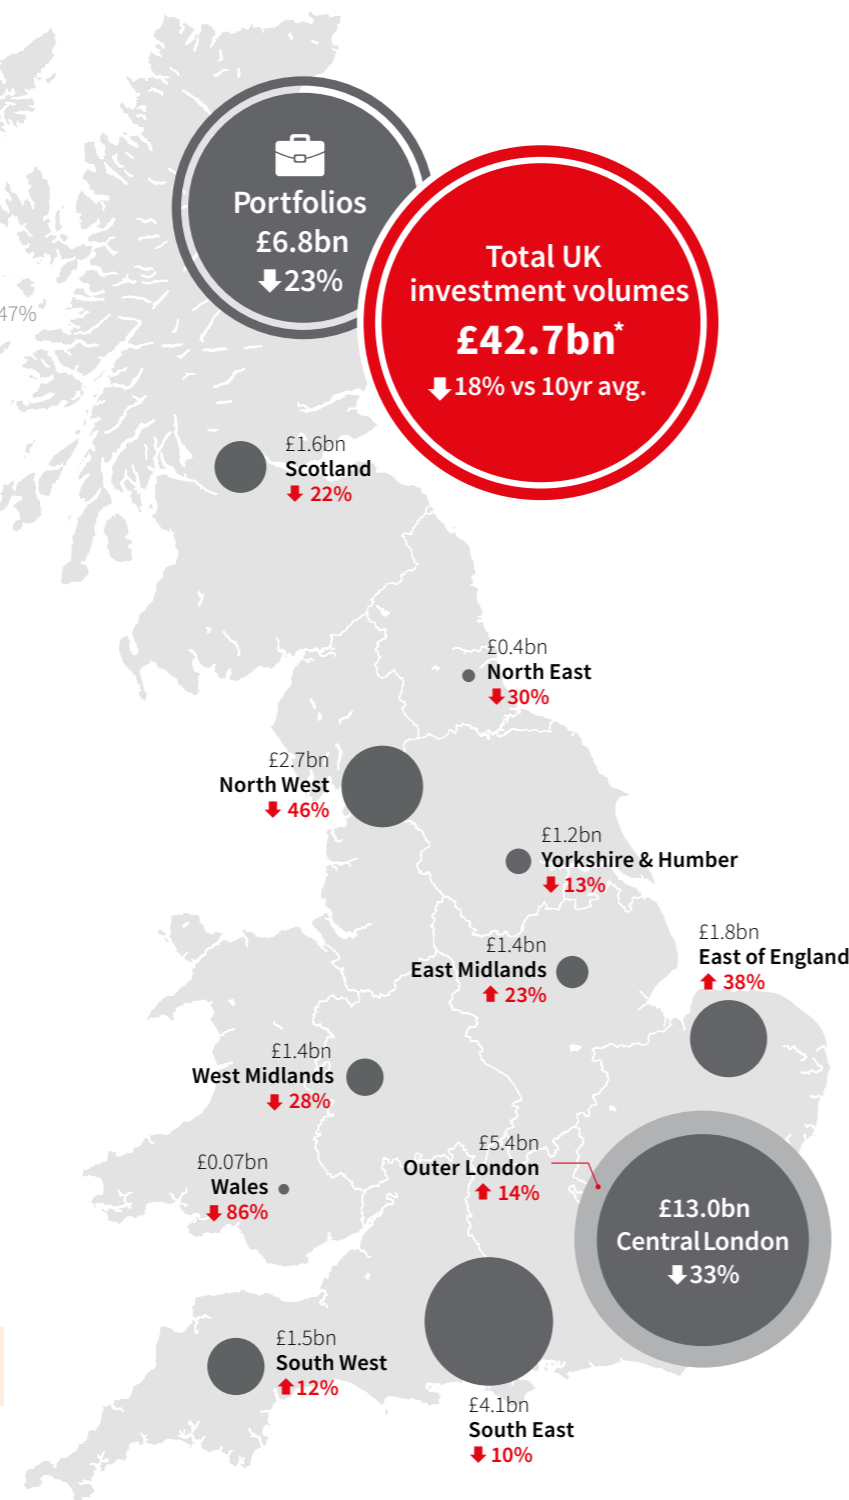 Portfolios
£6.8bn
23%
Total UK
investment volumes
£42.7bn*
18% vs 10yr avg.
47%
£1.6bn
Scotland
22%
£0.4bn
North East
30%
£2.7bn
North West
46%
£1.2bn
Yorkshire & Humber
13%
£1.8bn
East of England
38%
£1.4bn
East Midlands
23%
£1.4bn
West Midlands
28%
£5.4bn
Outer London
14%
£0.07bn
Wales
86%
£13.0bn
Central London
33%
£1.5bn
South West
12%
£4.1bn
South East
10%